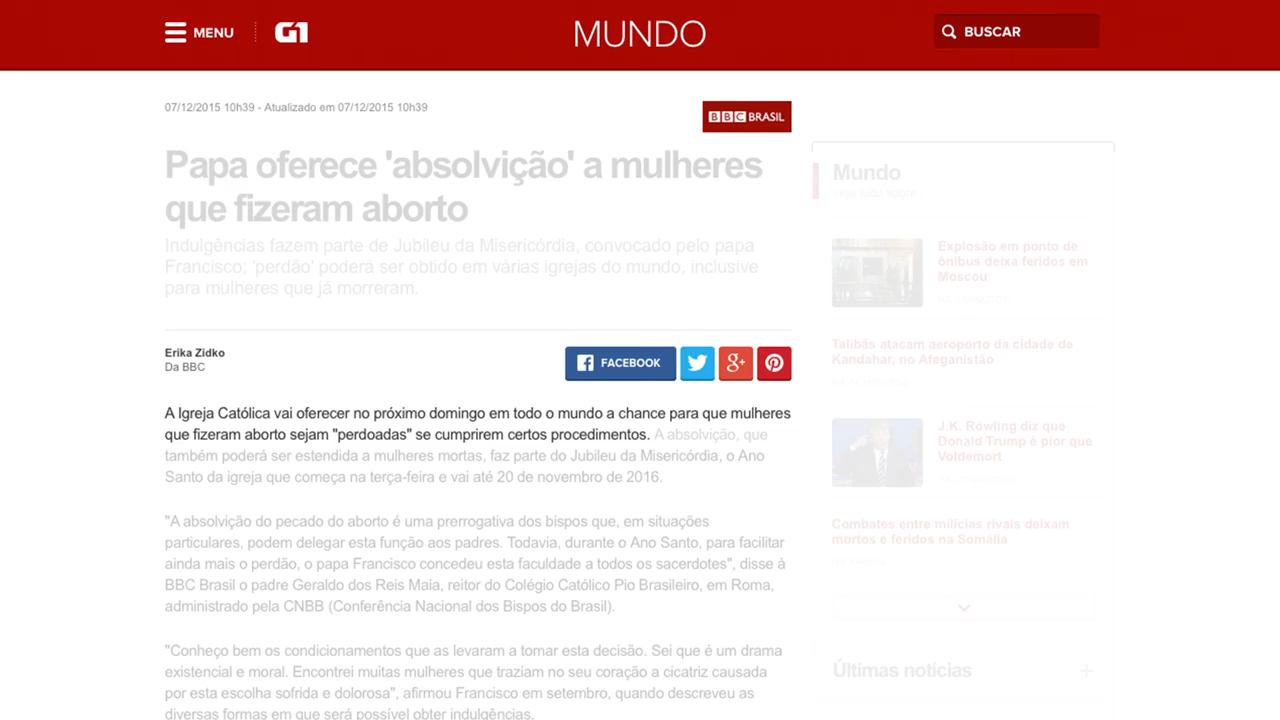 MENU
G1
MUNDO
BUSCAR
07/12/2015 10h39 - Atualizado em 07/12/2015 10h39
BBC BRASIL
Papa oferece 'absolvição' a mulheres
que fizeram aborto
Indulgências fazem parte de Jubileu da Misericórdia, convocado pelo papa
Francisco; 'perdão' poderá ser obtido em várias igrejas do mundo, inclusive
para mulheres que já morreram.
Erika Zidko
Da BBC
FACEBOOK
g+
A Igreja Católica vai oferecer no próximo domingo em todo o mundo a chance para que mulheres
que fizeram aborto sejam "perdoadas" se cumprirem certos procedimentos. A absolvição, que
também poderá ser estendida a mulheres mortas, faz parte do Jubileu da Misericórdia, o Ano
Santo da igreja que começa na terça-feira e vai até 20 de novembro de 2016.
"A absolvição do pecado do aborto é uma prerrogativa dos bispos que, em situações
particulares, podem delegar esta função aos padres. Todavia, durante o Ano Santo, para facilitar
ainda mais o perdão, o papa Francisco concedeu esta faculdade a todos os sacerdotes", disse à
BBC Brasil o padre Geraldo dos Reis Maia, reitor do Colégio Católico Pio Brasileiro, em Roma,
administrado pela CNBB (Conferência Nacional dos Bispos do Brasil).
"Conheço bem os condicionamentos que as levaram a tomar esta decisão. Sei que é um drama
existencial e moral. Encontrei muitas mulheres que traziam no seu coração a cicatriz causada
por esta escolha sofrida e dolorosa", afirmou Francisco em setembro, quando descreveu as
diversas formas em que será possível obter indulgências.
Mundo
Explosão em ponto de
ônibus deixa feridos em
Moscou
Talibãs atacam aeroporto da cidade de
Kandahar, no Afeganistão
J.K. Rowling diz que
Donald Trump é pior que
Voldemort
Combates entre milícias rivais deixam
mortos e feridos na Somália
Últimas notícias +